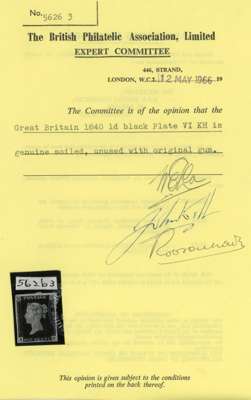 No. 5626 3
The British Philatelic Association, Limited
EXPERT COMMITTEE
446, STRAND,
LONDON, W.C.1. 12 MAY 1966 19
The Committee is of the opinion that the
Great Britain 1840 1d black Plate VI KH is
genuine soiled, unused with original gum.
56263
This opinion is given subject to the conditions
printed on the back thereof.